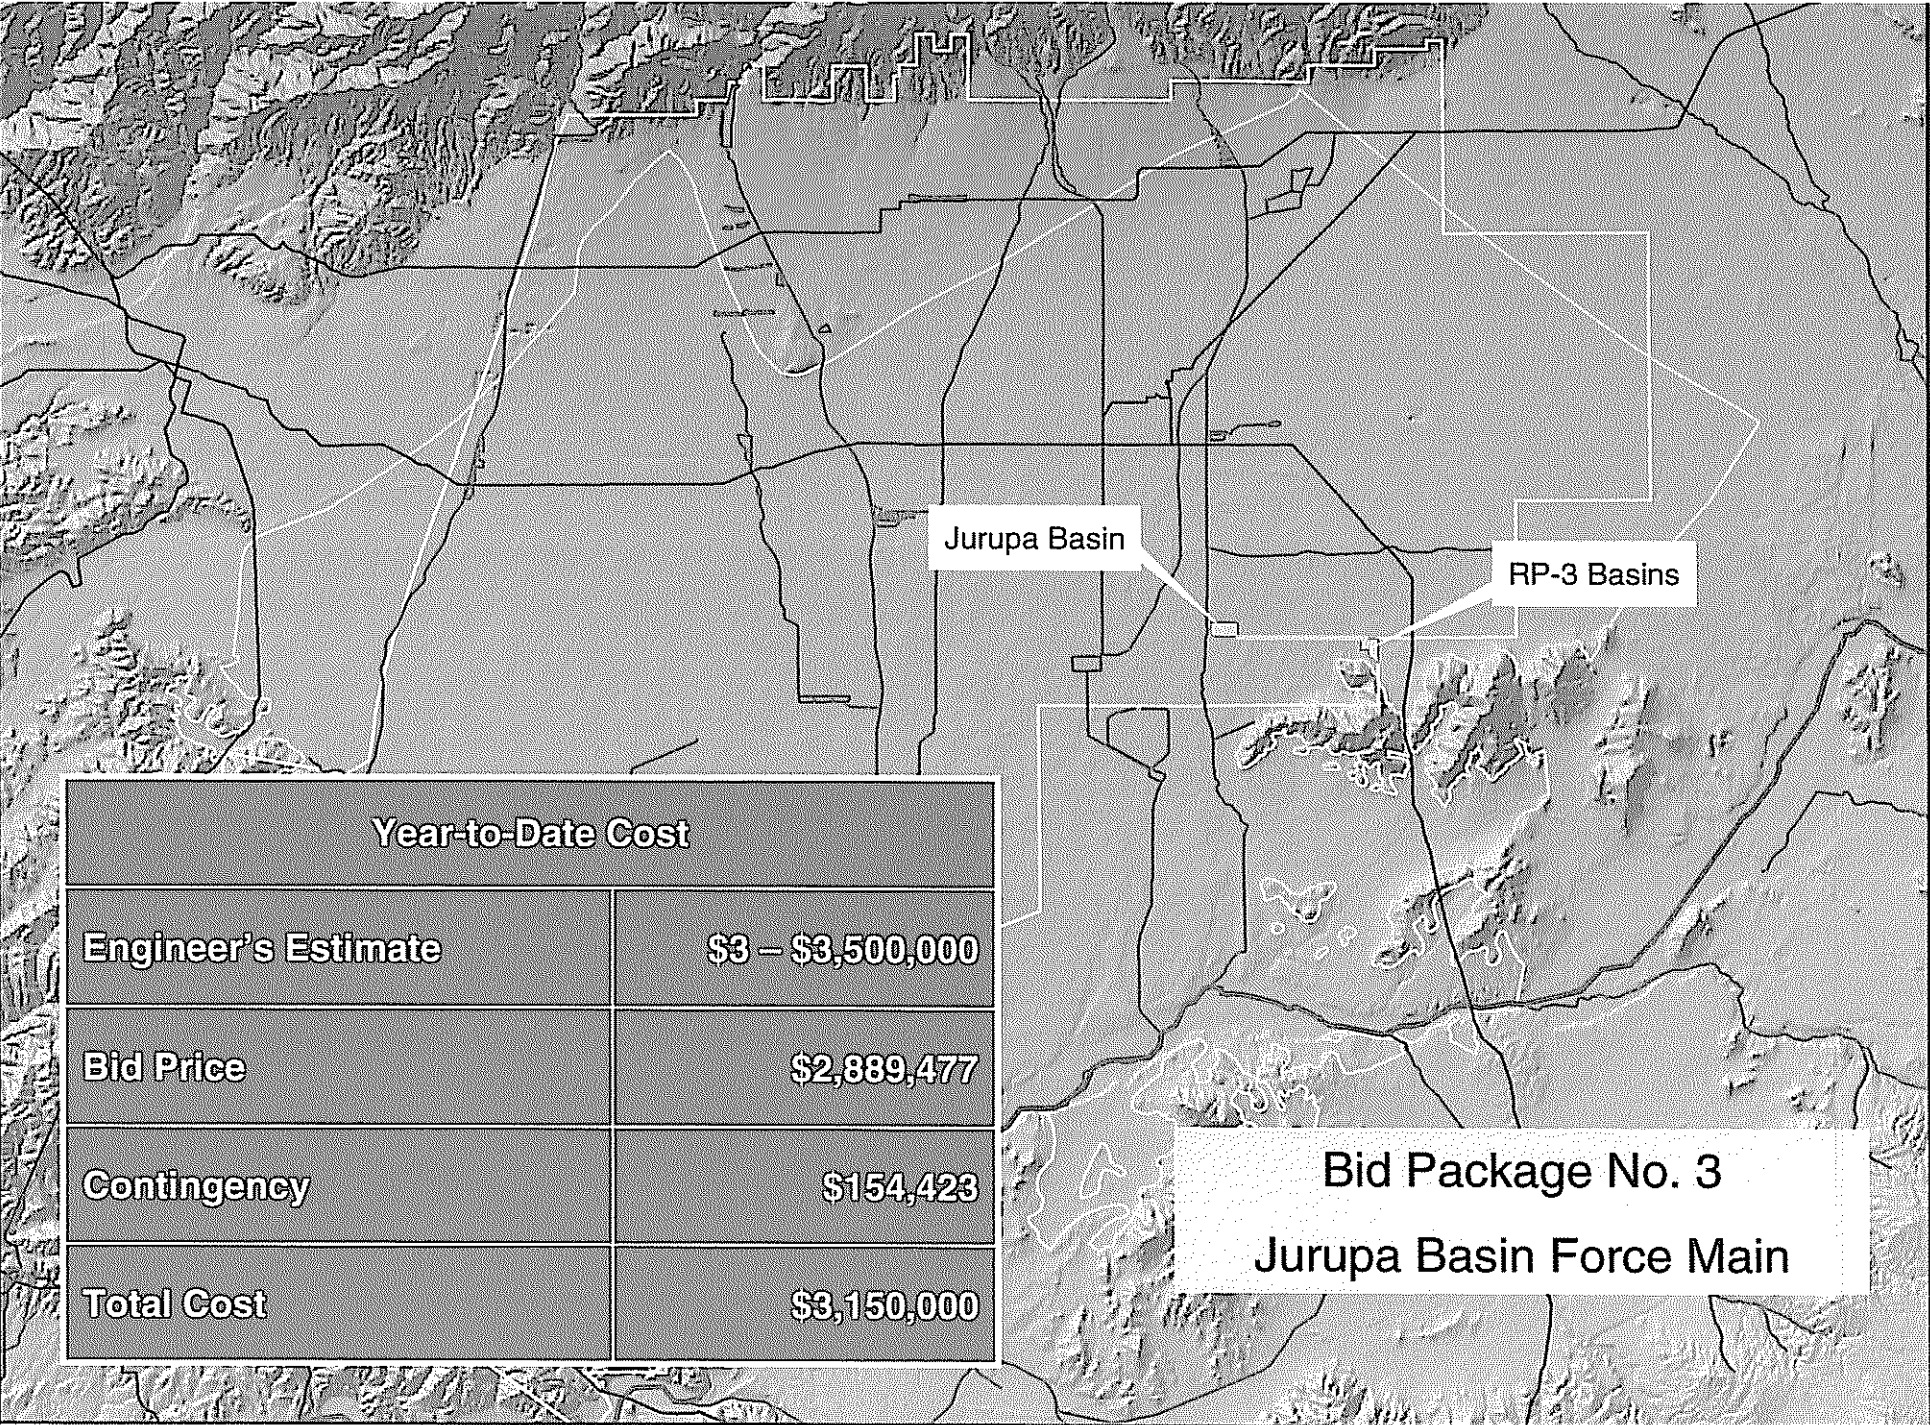 Jurupa Basin
RP-3 Basins
Year-to-Date Cost
Engineer's Estimate $3 – $3,500,000
Bid Price $2,889,477
Contingency $154,423
Total Cost $3,150,000
Bid Package No. 3
Jurupa Basin Force Main